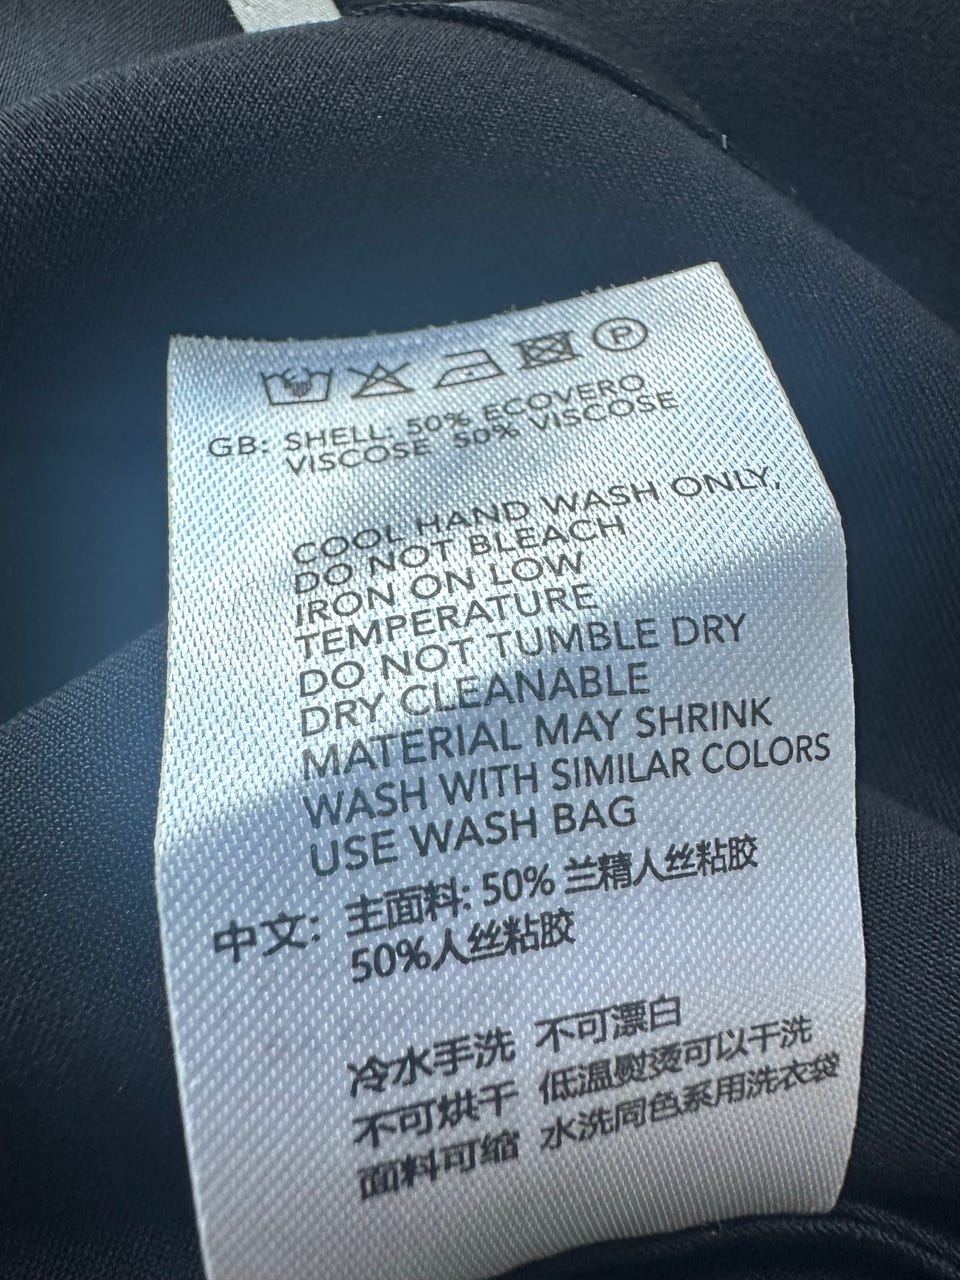 P
GB: SHELL: 50% ECOVERO
VISCOSE 50% VISCOSE
COOL HAND WASH ONLY,
DO NOT BLEACH
IRON ON LOW
TEMPERATURE
DO NOT TUMBLE DRY
DRY CLEANABLE
MATERIAL MAY SHRINK
WASH WITH SIMILAR COLORS
USE WASH BAG
中文: 主面料: 50% 兰精人丝粘胶
50%人丝粘胶
冷水手洗 不可漂白
不可烘干 低温熨烫可以干洗
面料可缩 水洗同色系用洗衣袋